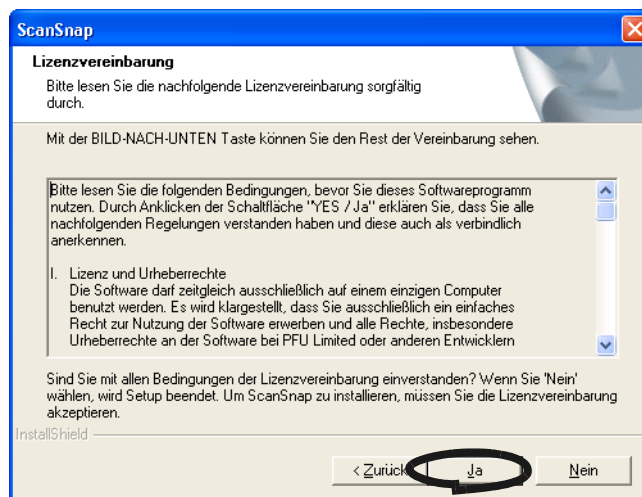 ScanSnap
Lizenzvereinbarung
Bitte lesen Sie die nachfolgende Lizenzvereinbarung sorgfältig
durch.
Mit der BILD-NACH-UNTEN Taste können Sie den Rest der Vereinbarung sehen.
Bitte lesen Sie die folgenden Bedingungen, bevor Sie dieses Softwareprogramm
nutzen. Durch Anklicken der Schaltfläche "YES / Ja" erklären Sie, dass Sie alle
nachfolgenden Regelungen verstanden haben und diese auch als verbindlich
anerkennen.
I. Lizenz und Urheberrechte
Die Software darf zeitgleich ausschließlich auf einem einzigen Computer
benutzt werden. Es wird klargestellt, dass Sie ausschließlich ein einfaches
Recht zur Nutzung der Software erwerben und alle Rechte, insbesondere
Urheberrechte an der Software bei PFU Limited oder anderen Entwicklern
Sind Sie mit allen Bedingungen der Lizenzvereinbarung einverstanden? Wenn Sie 'Nein'
wählen, wird Setup beendet. Um ScanSnap zu installieren, müssen Sie die Lizenzvereinbarung
akzeptieren.
InstallShield
< Zurück Ja Nein